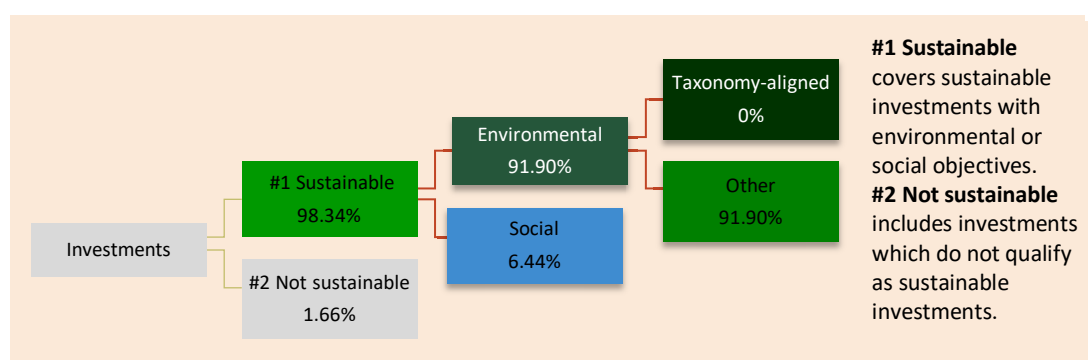 Investments
#1 Sustainable
98.34%
#2 Not sustainable
1.66%
Environmental
91.90%
Social
6.44%
Taxonomy-aligned
0%
Other
91.90%
#1 Sustainable
covers sustainable
investments with
environmental or
social objectives.
#2 Not sustainable
includes investments
which do not qualify
as sustainable
investments.